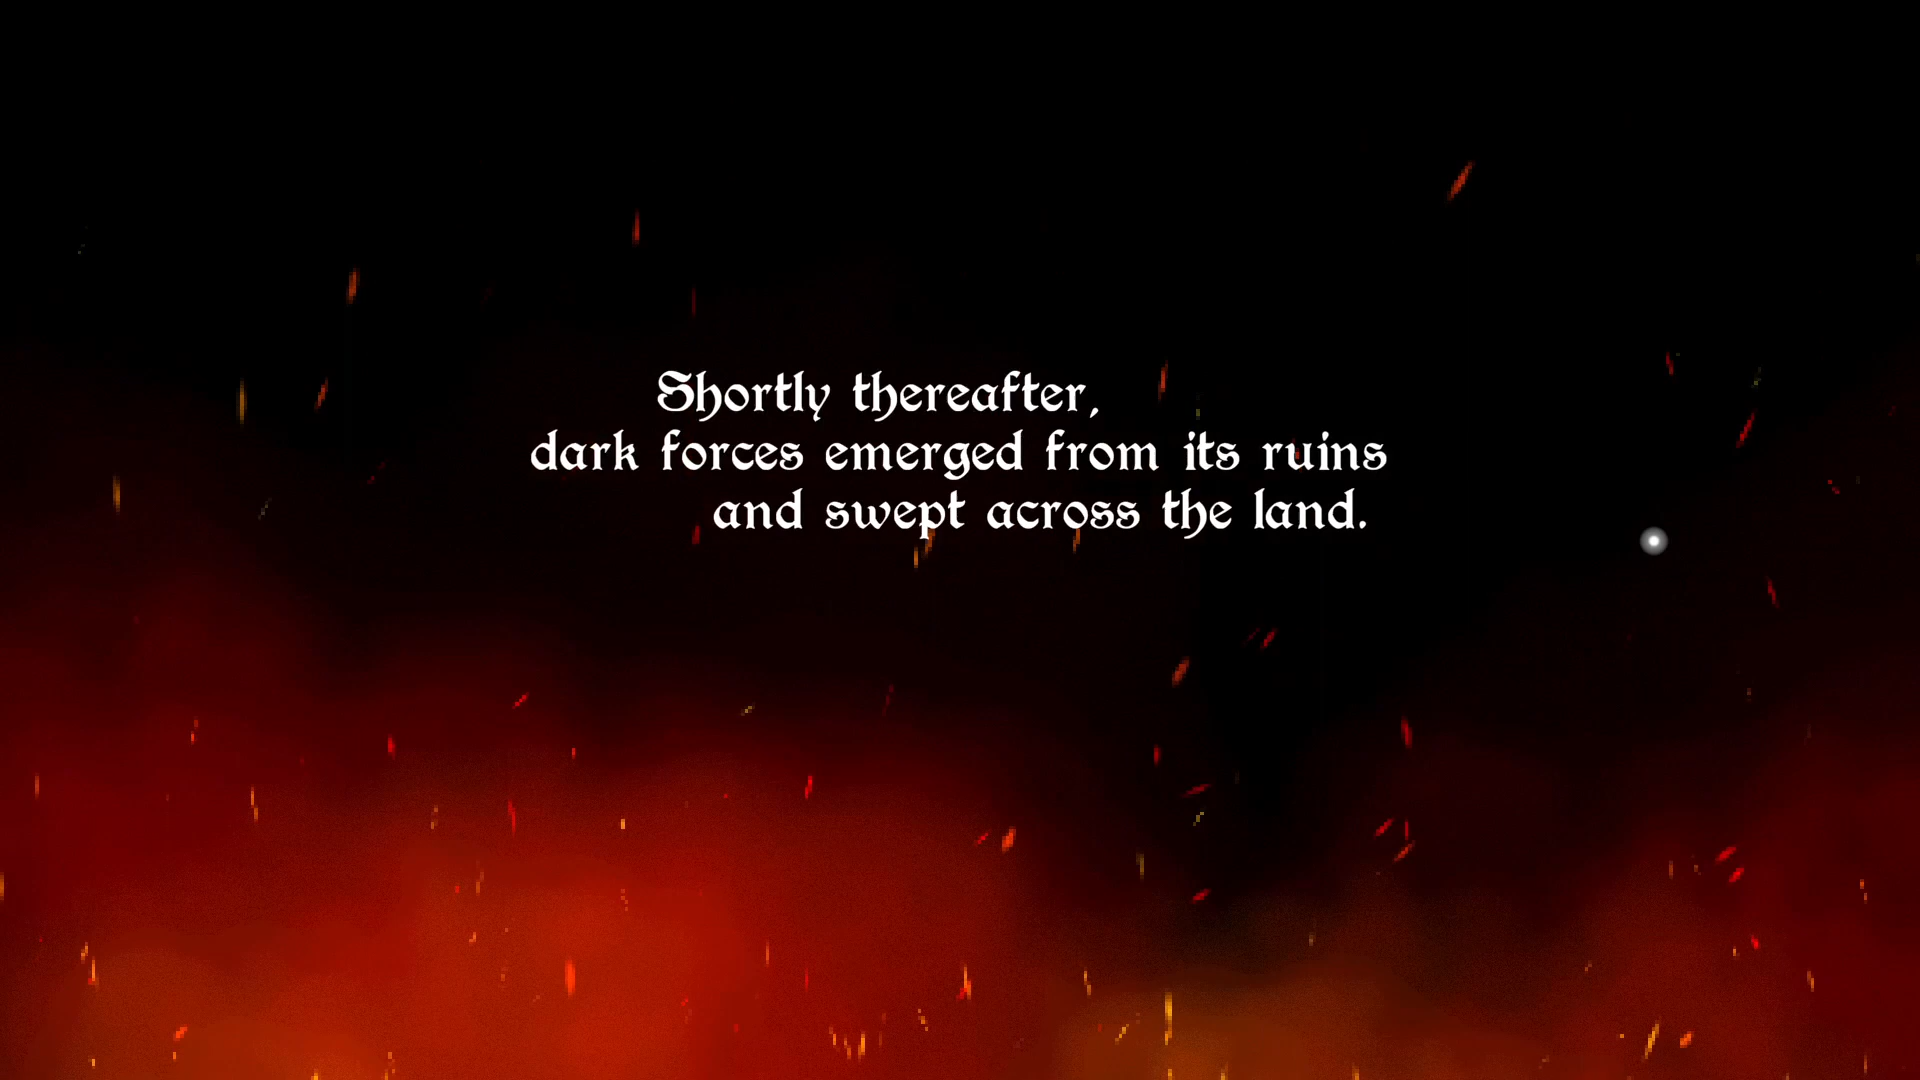 Shortly thereafter,
dark forces emerged from its ruins
and swept across the land.